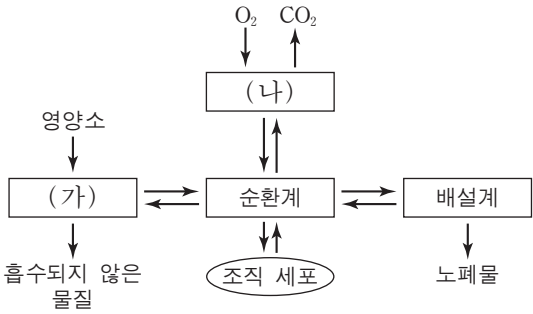 O₂ CO₂
(나)
영양소
(가) 순환계 배설계
흡수되지 않은 조직 세포 노폐물
물질